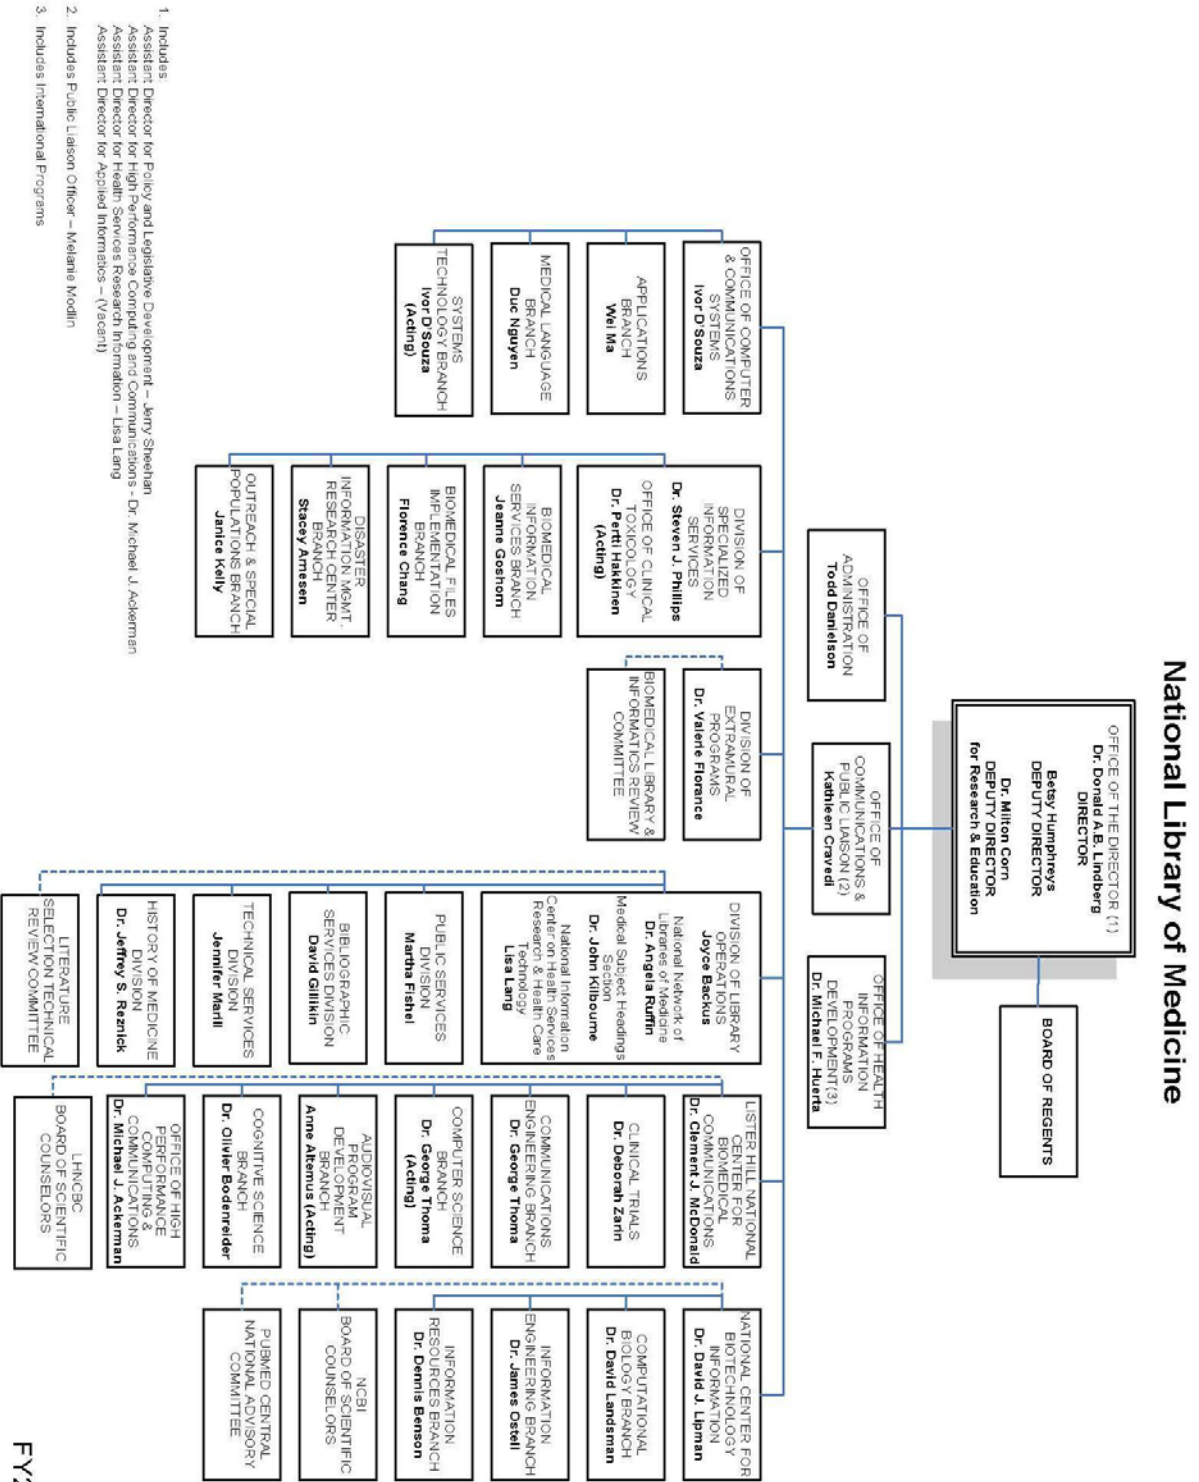 National Library of Medicine
OFFICE OF THE DIRECTOR (1)
Dr. Donald A.B. Lindberg
DIRECTOR
Betsy Humphreys
DEPUTY DIRECTOR
Dr. Milton Corn
DEPUTY DIRECTOR
for Research & Education
BOARD OF REGENTS
OFFICE OF
ADMINISTRATION
Todd Danielson
OFFICE OF
COMMUNICATIONS &
PUBLIC LIAISON (2)
Kathleen Cravedi
OFFICE OF HEALTH
INFORMATION
PROGRAMS
DEVELOPMENT(3)
Dr. Michael F. Huerta
OFFICE OF COMPUTER
& COMMUNICATIONS
SYSTEMS
Ivor D'Souza
APPLICATIONS
BRANCH
Wei Ma
MEDICAL LANGUAGE
BRANCH
Duc Nguyen
SYSTEMS
TECHNOLOGY BRANCH
Ivor D'Souza
(Acting)
DIVISION OF
SPECIALIZED
INFORMATION
SERVICES
Dr. Steven J. Phillips
OFFICE OF CLINICAL
TOXICOLOGY
Dr. Pertti Hakkinen
(Acting)
BIOMEDICAL
INFORMATION
SERVICES BRANCH
Jeanne Goshorn
BIOMEDICAL FILES
IMPLEMENTATION
BRANCH
Florence Chang
DISASTER
INFORMATION MGMT.
RESEARCH CENTER
BRANCH
Stacey Arnesen
OUTREACH & SPECIAL
POPULATIONS BRANCH
Janice Kelly
DIVISION OF
EXTRAMURAL
PROGRAMS
Dr. Valerie Florance
BIOMEDICAL LIBRARY &
INFORMATICS REVIEW
COMMITTEE
DIVISION OF LIBRARY
OPERATIONS
Joyce Backus
National Network of
Libraries of Medicine
Dr. Angela Ruffin
Medical Subject Headings
Section
Dr. John Kilbourne
National Information
Center on Health Services
Research & Health Care
Technology
Lisa Lang
PUBLIC SERVICES
DIVISION
Martha Fishel
BIBLIOGRAPHIC
SERVICES DIVISION
David Gillikin
TECHNICAL SERVICES
DIVISION
Jennifer Marill
HISTORY OF MEDICINE
DIVISION
Dr. Jeffrey S. Reznick
LITERATURE
SELECTION TECHNICAL
REVIEW COMMITTEE
LISTER HILL NATIONAL
CENTER FOR
BIOMEDICAL
COMMUNICATIONS
Dr. Clement J. McDonald
CLINICAL TRIALS
Dr. Deborah Zarin
COMMUNICATIONS
ENGINEERING BRANCH
Dr. George Thoma
COMPUTER SCIENCE
BRANCH
Dr. George Thoma
(Acting)
AUDIOVISUAL
PROGRAM
DEVELOPMENT
BRANCH
Anne Altemus (Acting)
COGNITIVE SCIENCE
BRANCH
Dr. Olivier Bodenreider
OFFICE OF HIGH
PERFORMANCE
COMPUTING &
COMMUNICATIONS
Dr. Michael J. Ackerman
LHNCBC
BOARD OF SCIENTIFIC
COUNSELORS
NATIONAL CENTER FOR
BIOTECHNOLOGY
INFORMATION
Dr. David J. Lipman
COMPUTATIONAL
BIOLOGY BRANCH
Dr. David Landsman
INFORMATION
ENGINEERING BRANCH
Dr. James Ostell
INFORMATION
RESOURCES BRANCH
Dr. Dennis Benson
NCBI
BOARD OF SCIENTIFIC
COUNSELORS
PUBMED CENTRAL
NATIONAL ADVISORY
COMMITTEE
1. Includes:
Assistant Director for Policy and Legislative Development – Jerry Sheehan
Assistant Director for High Performance Computing and Communications - Dr. Michael J. Ackerman
Assistant Director for Health Services Research Information – Lisa Lang
Assistant Director for Applied Informatics – (Vacant)
2. Includes Public Liaison Officer – Melanie Modlin
3. Includes International Programs